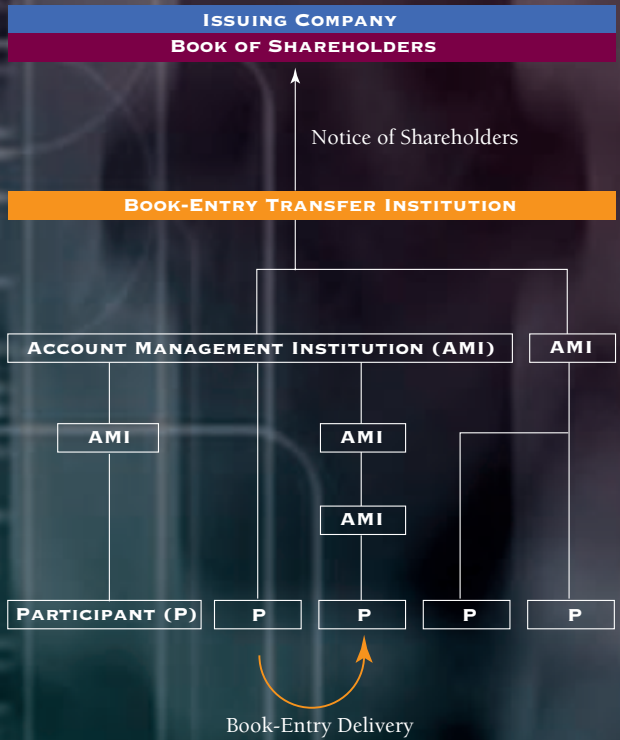 ISSUING COMPANY
BOOK OF SHAREHOLDERS
Notice of Shareholders
BOOK-ENTRY TRANSFER INSTITUTION
ACCOUNT MANAGEMENT INSTITUTION (AMI)
AMI
AMI
AMI
AMI
PARTICIPANT (P)
P
P
P
P
Book-Entry Delivery